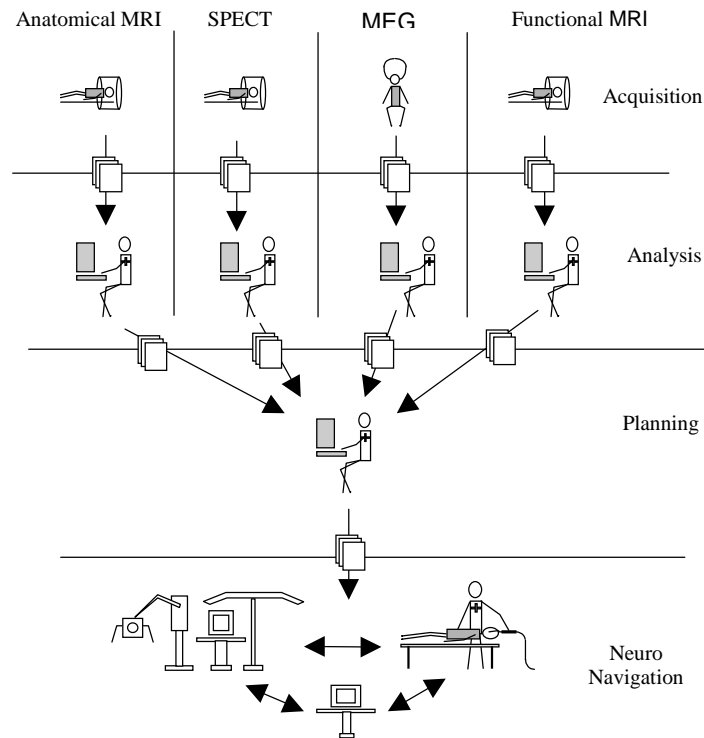 Anatomical MRI
SPECT
MEG
Functional MRI
Acquisition
Analysis
Planning
Neuro
Navigation